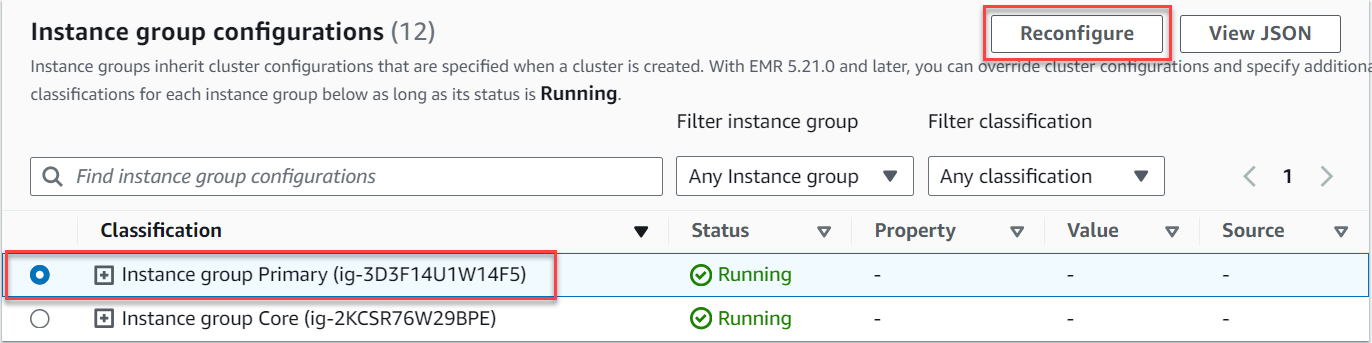 Instance group configurations (12)
Reconfigure
View JSON
Instance groups inherit cluster configurations that are specified when a cluster is created. With EMR 5.21.0 and later, you can override cluster configurations and specify additiona
classifications for each instance group below as long as its status is Running.
Filter instance group
Filter classification
Find instance group configurations
Any Instance group
Any classification
1
Classification
Status
Property
Value
Source
Instance group Primary (ig-3D3F14U1W14F5)
Running
-
-
-
Instance group Core (ig-2KCSR76W29BPE)
Running
-
-
-